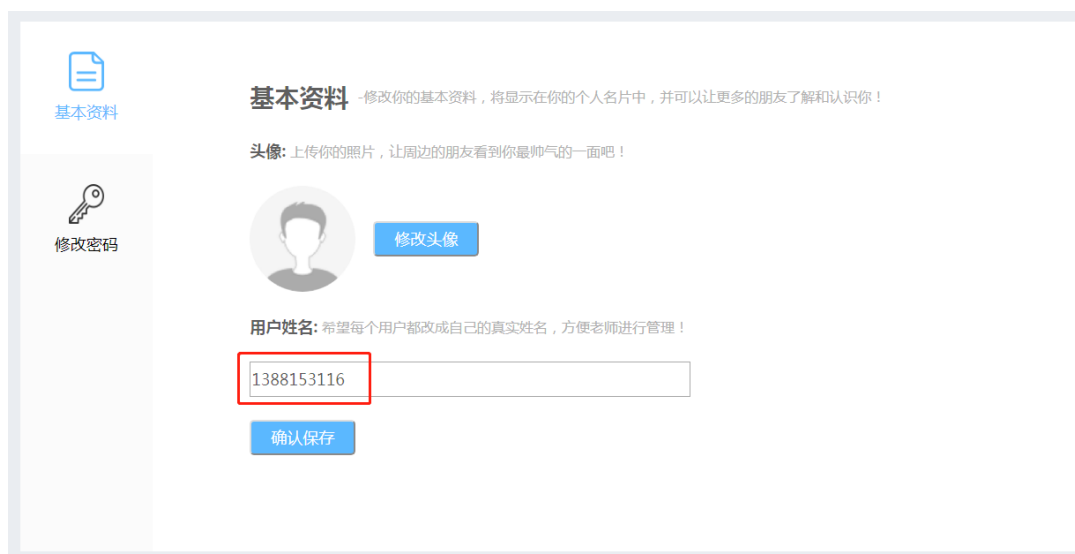 基本资料
修改密码
基本资料 -修改你的基本资料，将显示在你的个人名片中，并可以让更多的朋友了解和认识你！
头像: 上传你的照片，让周边的朋友看到你最帅气的一面吧！
修改头像
用户姓名: 希望每个用户都改成自己的真实姓名，方便老师进行管理！
1388153116
确认保存